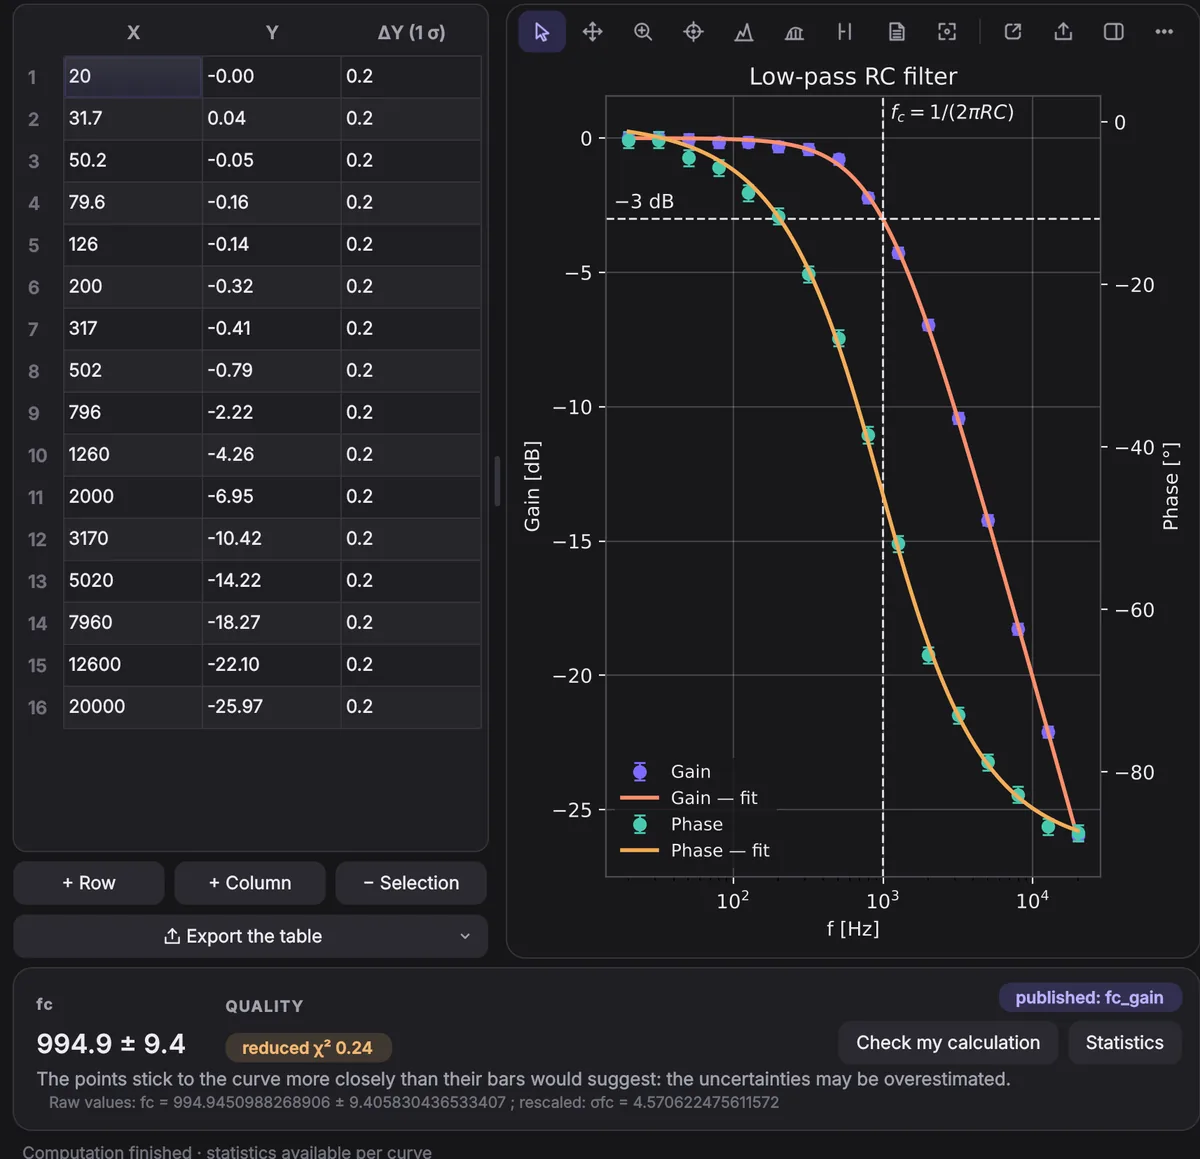 X Y ΔY (1 σ)
1 20 -0.00 0.2
2 31.7 0.04 0.2
3 50.2 -0.05 0.2
4 79.6 -0.16 0.2
5 126 -0.14 0.2
6 200 -0.32 0.2
7 317 -0.41 0.2
8 502 -0.79 0.2
9 796 -2.22 0.2
10 1260 -4.26 0.2
11 2000 -6.95 0.2
12 3170 -10.42 0.2
13 5020 -14.22 0.2
14 7960 -18.27 0.2
15 12600 -22.10 0.2
16 20000 -25.97 0.2
+ Row + Column − Selection
Export the table
Low-pass RC filter
f_c = 1/(2πRC)
−3 dB
0
−5
−10
−15
−20
−25
Gain [dB]
0
−20
−40
−60
−80
Phase [°]
Gain
Gain — fit
Phase
Phase — fit
10² 10³ 10⁴
f [Hz]
fc QUALITY
published: fc_gain
994.9 ± 9.4 reduced χ² 0.24
Check my calculation Statistics
The points stick to the curve more closely than their bars would suggest: the uncertainties may be overestimated.
Raw values: fc = 994.9450988268906 ± 9.405830436533407 ; rescaled: σfc = 4.570622475611572
Computation finished · statistics available per curve